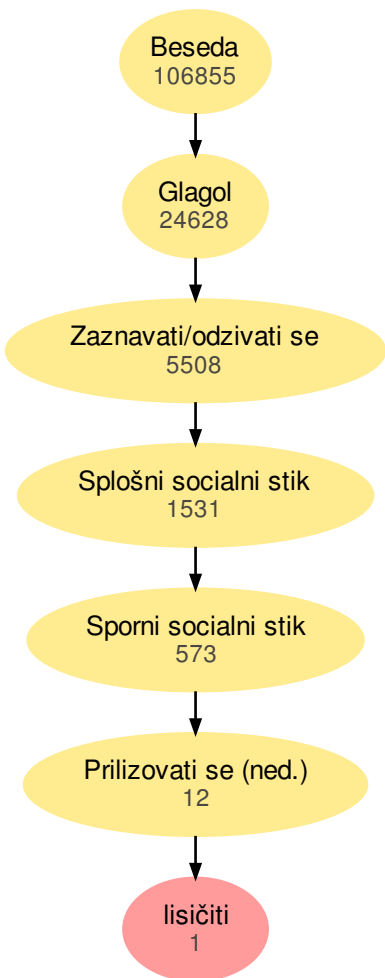 Beseda
106855
Glagol
24628
Zaznavati/odzivati se
5508
Splošni socialni stik
1531
Sporni socialni stik
573
Prilizovati se (ned.)
12
lisičiti
1